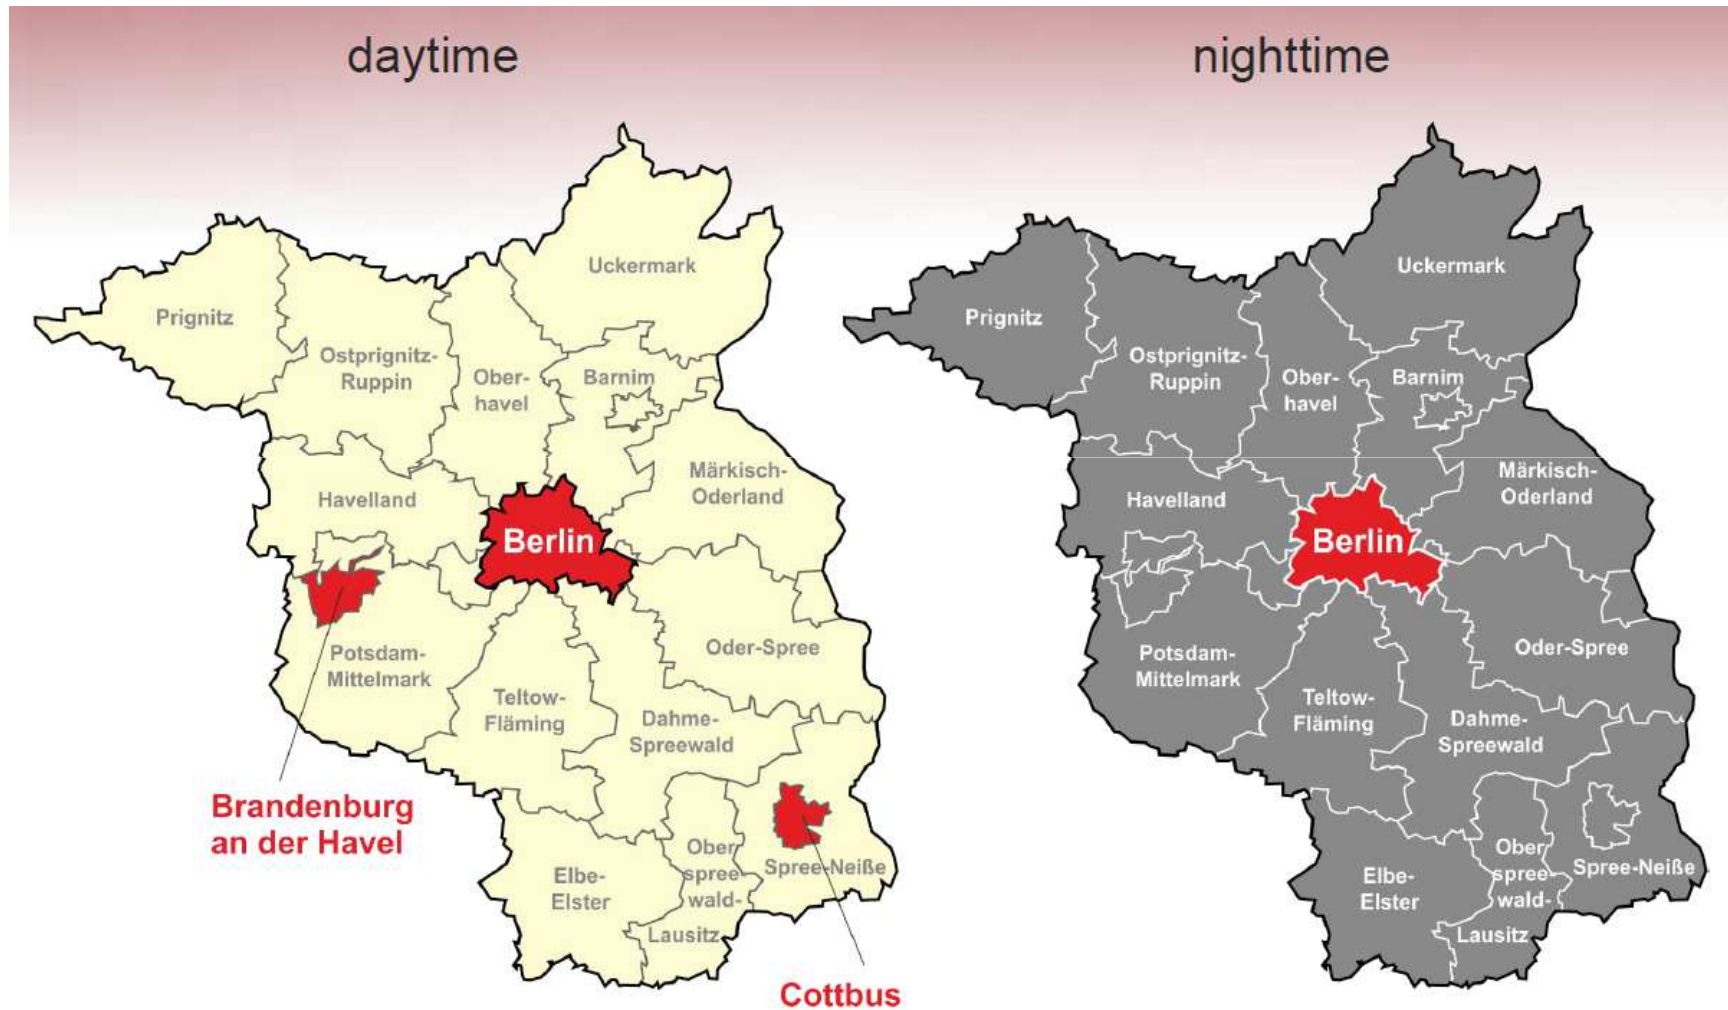 daytime
Uckermark
Prignitz
Ostprignitz-
Ruppin
Ober-
havel
Barnim
Märkisch-
Oderland
Havelland
Berlin
Potsdam-
Mittelmark
Oder-Spree
Teltow-
Fläming
Dahme-
Spreewald
Brandenburg
an der Havel
Elbe-
Elster
Ober
spree-
wald-
Lausitz
Spree-Neiße
Cottbus
nighttime
Uckermark
Prignitz
Ostprignitz-
Ruppin
Ober-
havel
Barnim
Märkisch-
Oderland
Havelland
Berlin
Potsdam-
Mittelmark
Oder-Spree
Teltow-
Fläming
Dahme-
Spreewald
Elbe-
Elster
Ober
spree-
wald-
Lausitz
Spree-Neiße